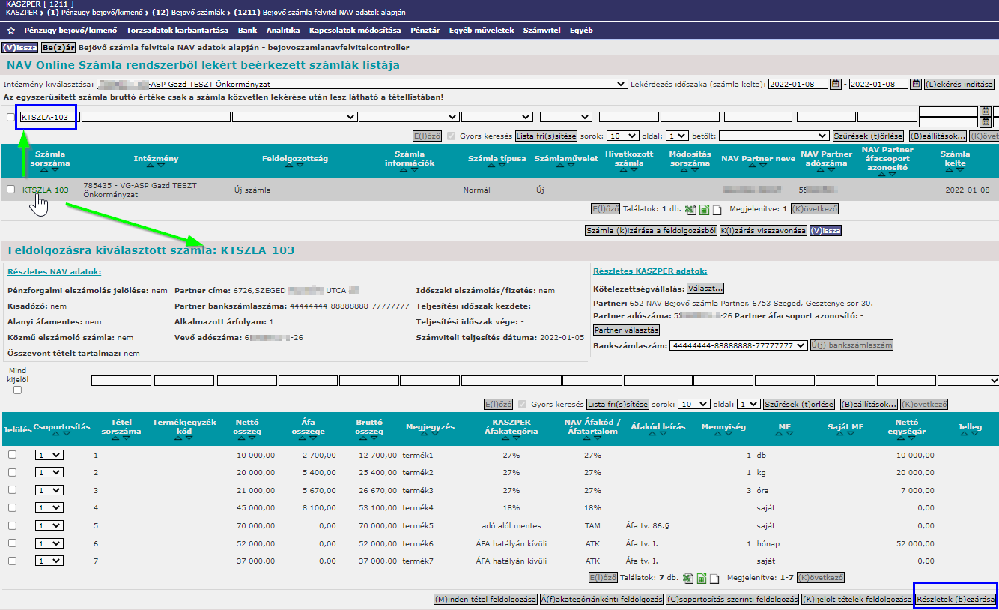 KASZPER [ 1211 ]
KASZPER > (1) Pénzügy bejövő/kimenő > (12) Bejövő számlák > (1211) Bejövő számla felvitel NAV adatok alapján
Pénzügy bejövő/kimenő Törzsadatok karbantartása Bank Analitika Kapcsolatok módosítása Pénztár Egyéb műveletek Számvitel Egyéb
(V)issza Be(z)ár Bejövő számla felvitele NAV adatok alapján - bejovoszamlanavfelvitelcontroller
NAV Online Számla rendszerből lekért beérkezett számlák listája
Intézmény kiválasztása: -ASP Gazd TESZT Önkormányzat Lekérdezés időszaka (számla kelte): 2022-01-08 - 2022-01-08 (L)ekérés indítása
Az egyszerűsített számla bruttó értéke csak a számla közvetlen lekérése után lesz látható a tétellistában!
KTSZLA-103
E(l)őző Gyors keresés Lista fri(s)sítése sorok: 10 oldal: 1 betölt: Szűrések (t)örlése (B)eállítások... (K)övet
Számla sorszáma Intézmény Feldolgozottság Számla információk Számla típusa Számlaművelet Hivatkozott számla Módosítás sorszáma NAV Partner neve NAV Partner adószáma NAV Partner áfacsoport azonosító Számla kelte
KTSZLA-103 785435 - VG-ASP Gazd TESZT Önkormányzat Új számla Normál Új 55 2022-01-08
E(l)őző Találatok: 1 db. Megjelenítve: 1 (K)övetkező
Számla (k)izárása a feldolgozásból K(i)zárás visszavonása (V)issza
Feldolgozásra kiválasztott számla: KTSZLA-103
Részletes NAV adatok: Részletes KASZPER adatok:
Pénzforgalmi elszámolás jelölése: nem Partner címe: 6726,SZEGED UTCA Időszaki elszámolás/fizetés: nem Kötelezettségvállalás: Választ...
Kisadózó: nem Partner bankszámlaszáma: 44444444-88888888-77777777 Teljesítési időszak kezdete: - Partner: 652 NAV Bejövő számla Partner, 6753 Szeged, Gesztenye sor 30.
Alanyi áfamentes: nem Alkalmazott árfolyam: 1 Teljesítési időszak vége: - Partner adószáma: 5 -26 Partner áfacsoport azonosító: -
Közmű elszámoló számla: nem Vevő adószáma: 6 -26 Számviteli teljesítés dátuma: 2022-01-05 Partner választás
Összevont tételt tartalmaz: nem Bankszámlaszám: 44444444-88888888-77777777 Ú(j) bankszámlaszám
Mind kijelöl
E(l)őző Gyors keresés Lista fri(s)sítése sorok: 10 oldal: 1 Szűrések (t)örlése (B)eállítások... (K)övetkező
Jelölés Csoportosítás Tétel sorszáma Termékjegyzék kód Nettó összeg Áfa összege Bruttó összeg Megjegyzés KASZPER Áfakategória NAV Áfakód / Áfatartalom Áfakód leírás Mennyiség ME Saját ME Nettó egységár Jelleg
1 1 10 000,00 2 700,00 12 700,00 termék1 27% 27% 1 db 10 000,00
1 2 20 000,00 5 400,00 25 400,00 termék2 27% 27% 1 kg 20 000,00
1 3 21 000,00 5 670,00 26 670,00 termék3 27% 27% 3 óra 7 000,00
1 4 45 000,00 8 100,00 53 100,00 termék4 18% 18% saját 0,00
1 5 70 000,00 0,00 70 000,00 termék5 adó alól mentes TAM Áfa tv. 86.§ saját 0,00
1 6 52 000,00 0,00 52 000,00 termék6 ÁFA hatályán kívüli ATK Áfa tv. I. 1 hónap 52 000,00
1 7 37 000,00 0,00 37 000,00 termék7 ÁFA hatályán kívüli ATK Áfa tv. I. saját 0,00
E(l)őző Találatok: 7 db. Megjelenítve: 1-7 (K)övetkező
(M)inden tétel feldolgozása Á(f)akategóriánkénti feldolgozás (C)soportosítás szerinti feldolgozás (K)ijelölt tételek feldolgozása Részletek (b)ezárása